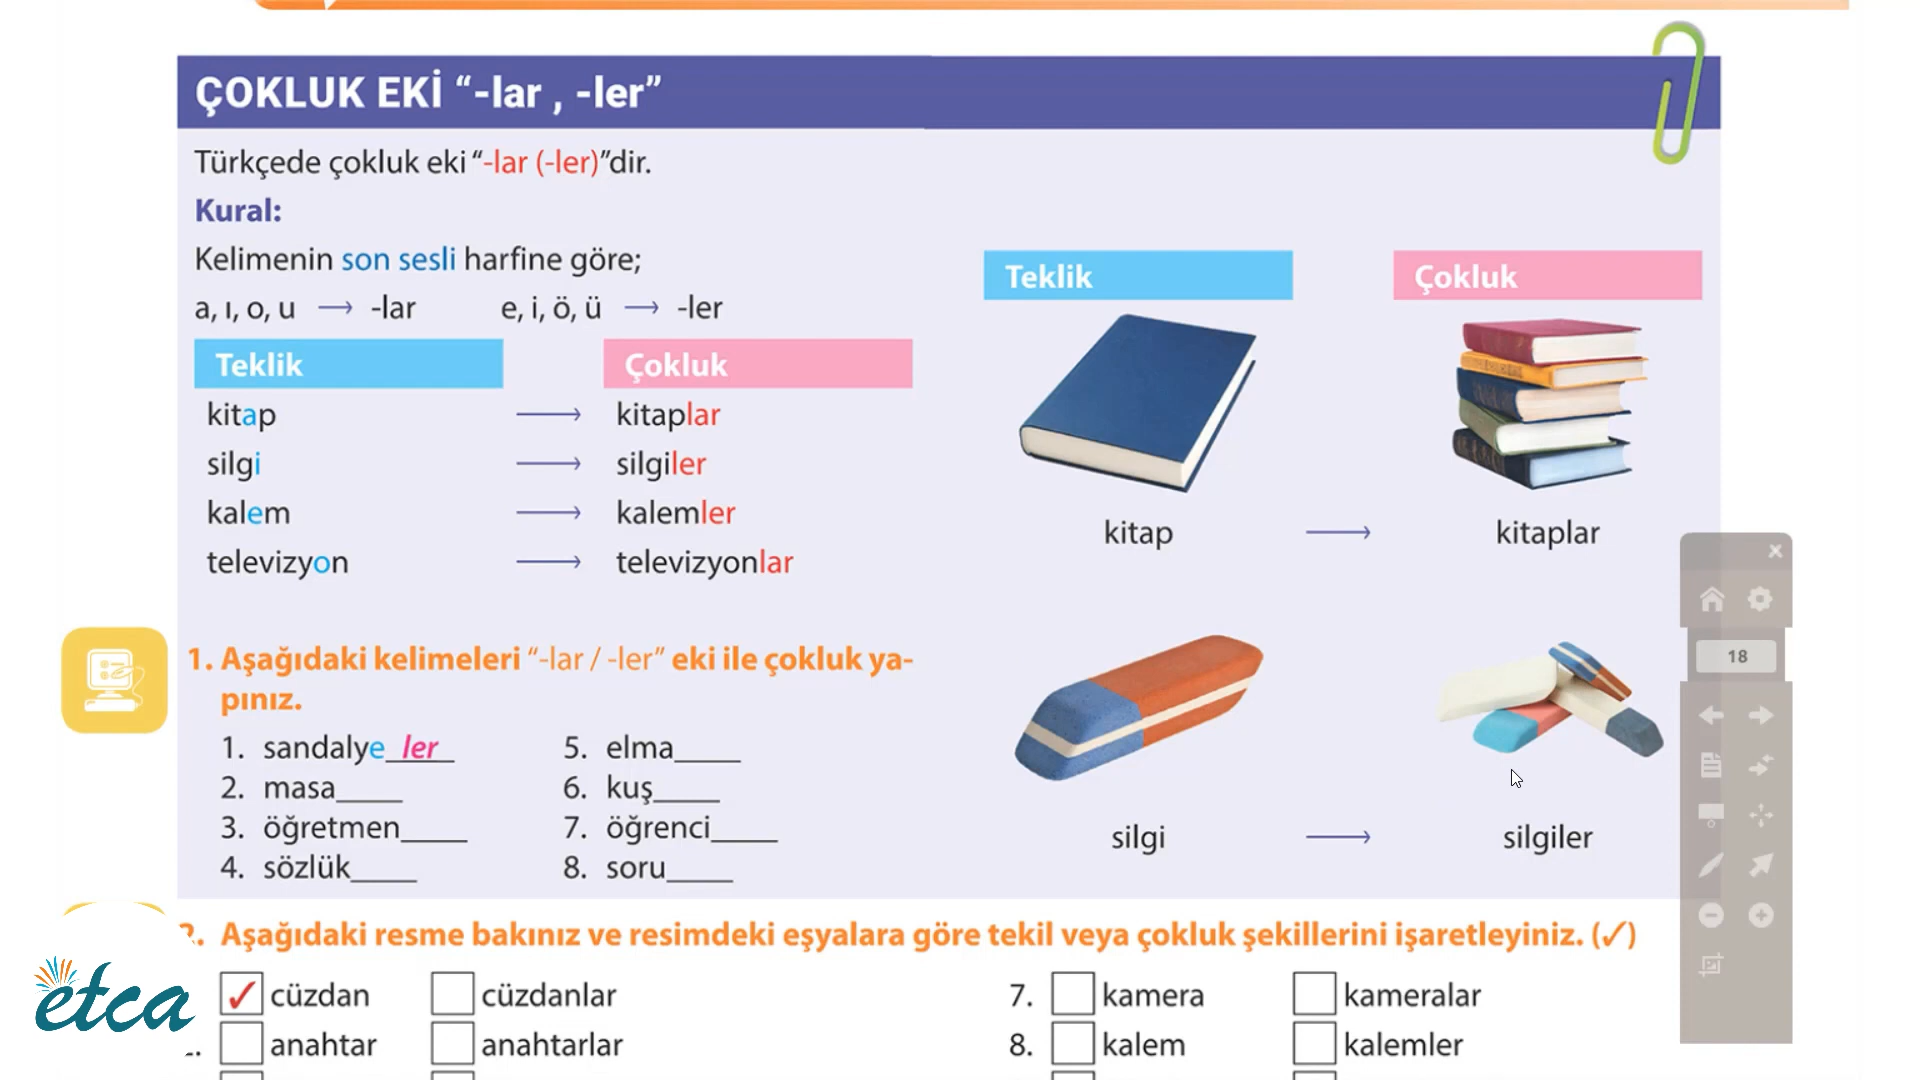 ÇOKLUK EKİ “-lar , -ler”
Türkçede çokluk eki “-lar (-ler)”dir.
Kural:
Kelimenin son sesli harfine göre;
a, ı, o, u → -lar e, i, ö, ü → -ler
Teklik Çokluk
kitap → kitaplar
silgi → silgiler
kalem → kalemler
televizyon → televizyonlar
Teklik Çokluk
kitap → kitaplar
silgi → silgiler
1. Aşağıdaki kelimeleri “-lar / -ler” eki ile çokluk ya-
pınız.
1. sandalye_ler_ 5. elma____
2. masa____ 6. kuş____
3. öğretmen____ 7. öğrenci____
4. sözlük____ 8. soru____
2. Aşağıdaki resme bakınız ve resimdeki eşyalara göre tekil veya çokluk şekillerini işaretleyiniz. (✓)
✓ cüzdan cüzdanlar 7. kamera kameralar
anahtar anahtarlar 8. kalem kalemler
etca
18